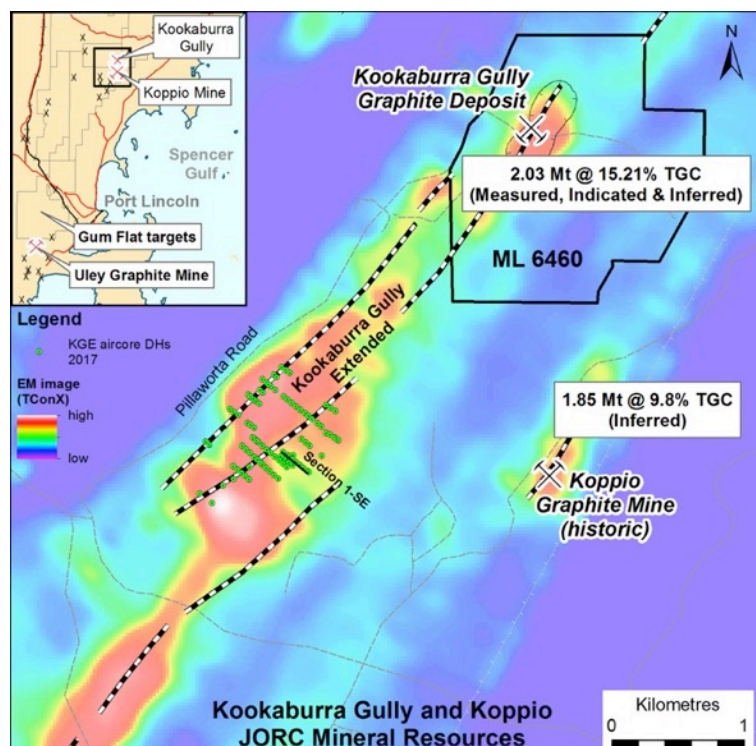 Kookaburra
Gully
Koppio Mine
Spencer
Gulf
Port Lincoln
Gum Flat targets
Uley Graphite Mine
N
Kookaburra Gully
Graphite Deposit
2.03 Mt @ 15.21% TGC
(Measured, Indicated & Inferred)
ML 6460
Legend
KGE aircore DHs
2017
EM image
(TConX)
high
low
Pillaworta Road
Kookaburra Gully
Extended
Section 1-SE
1.85 Mt @ 9.8% TGC
(Inferred)
Koppio
Graphite Mine
(historic)
Kookaburra Gully and Koppio
JORC Mineral Resources
Kilometres
0 1